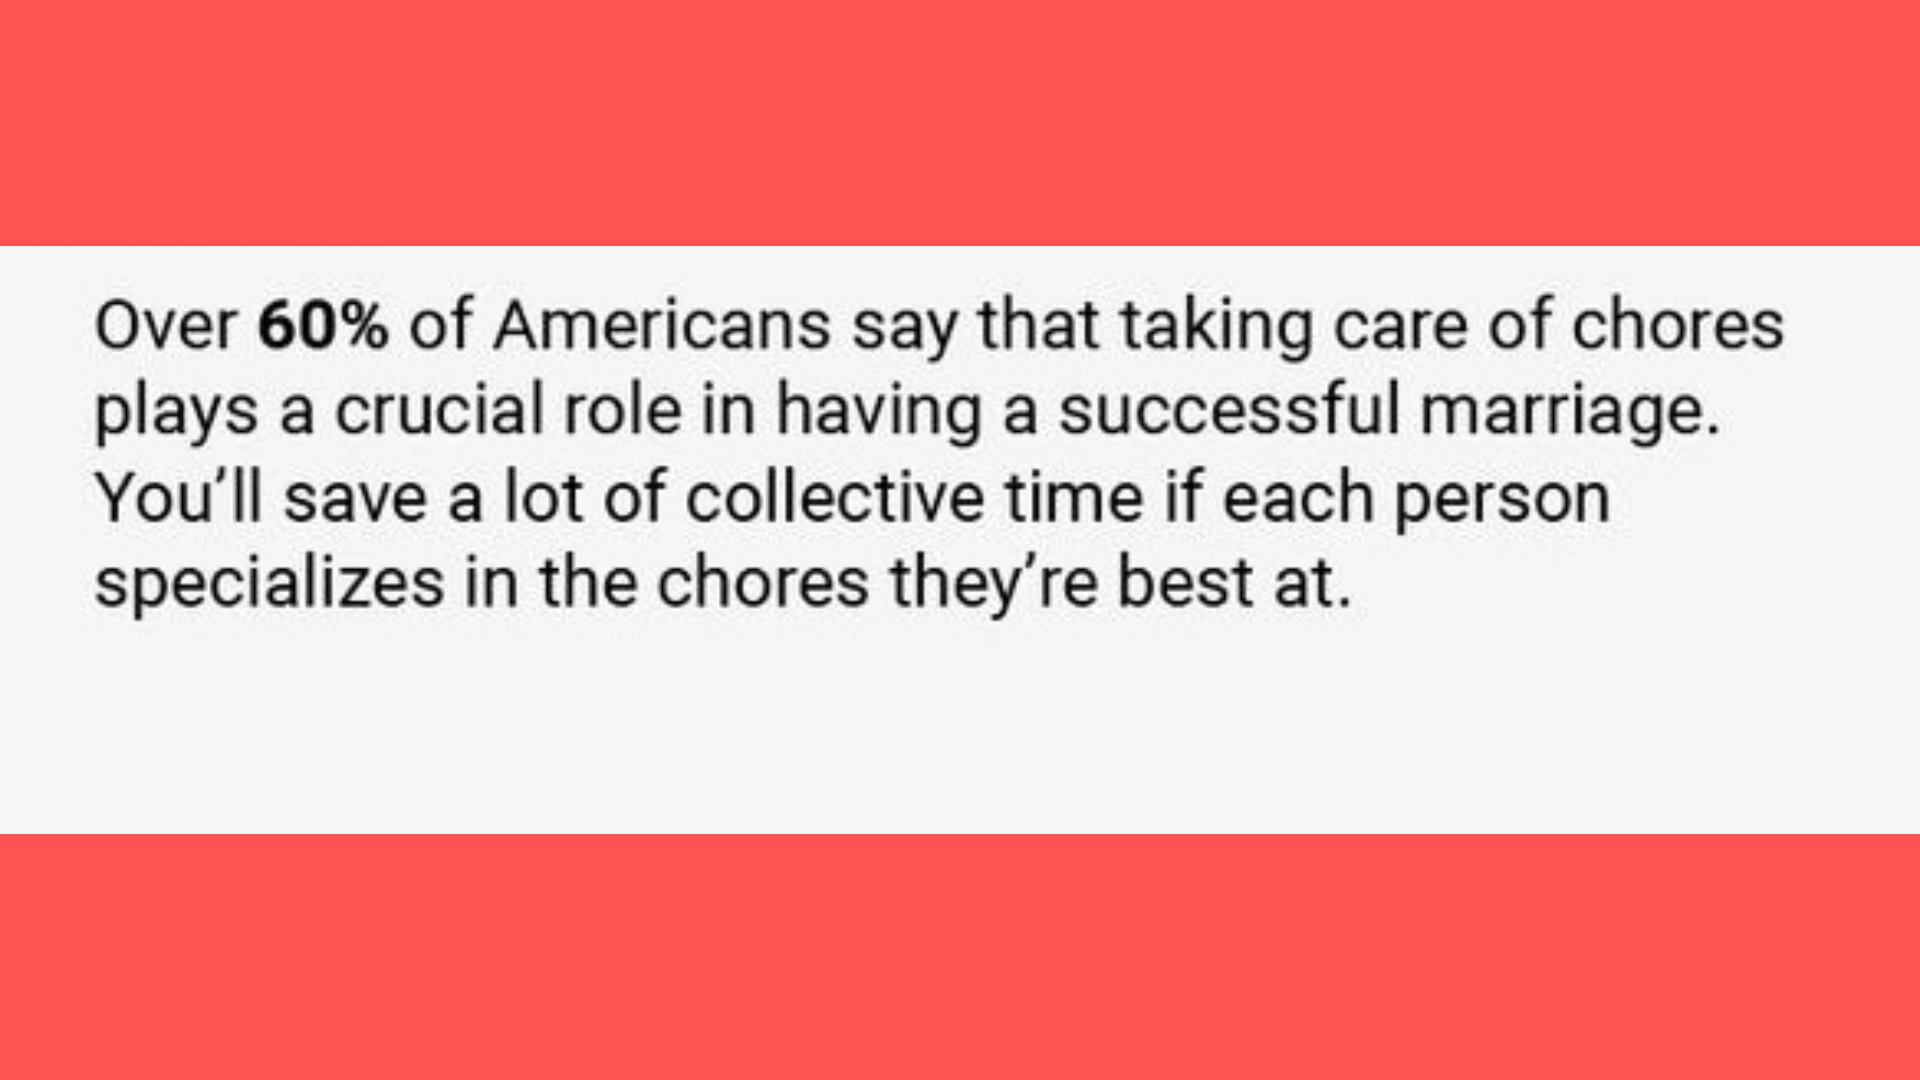 Over 60% of Americans say that taking care of chores
plays a crucial role in having a successful marriage.
You’ll save a lot of collective time if each person
specializes in the chores they’re best at.